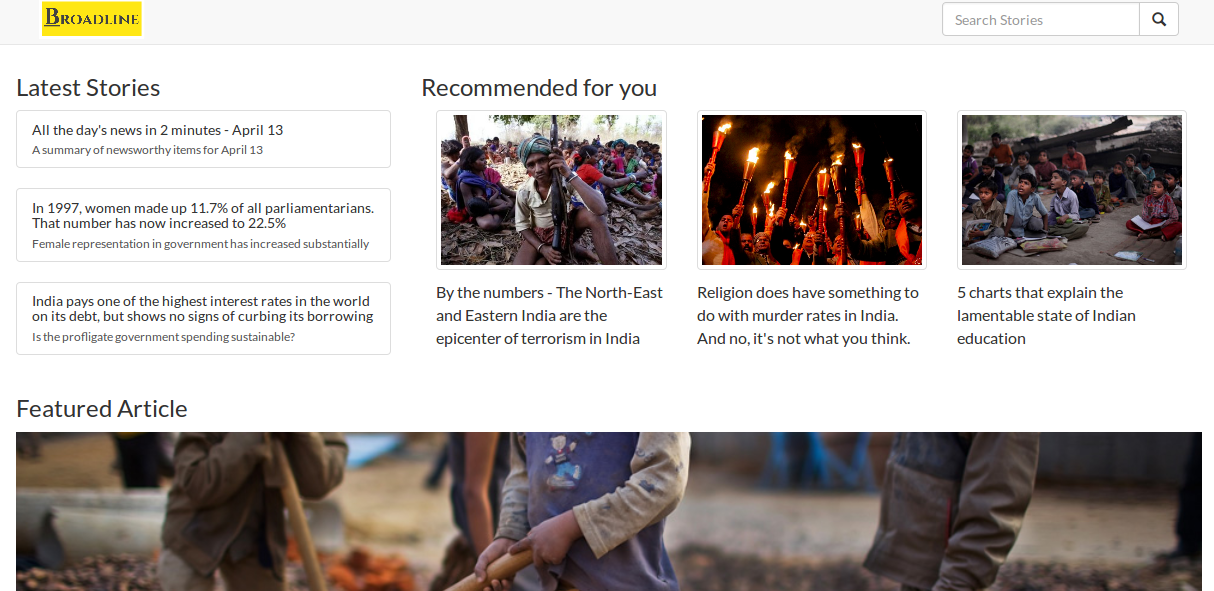 BROADLINE
Search Stories
Latest Stories
All the day's news in 2 minutes - April 13
A summary of newsworthy items for April 13
In 1997, women made up 11.7% of all parliamentarians.
That number has now increased to 22.5%
Female representation in government has increased substantially
India pays one of the highest interest rates in the world
on its debt, but shows no signs of curbing its borrowing
Is the profligate government spending sustainable?
Recommended for you
By the numbers - The North-East
and Eastern India are the
epicenter of terrorism in India
Religion does have something to
do with murder rates in India.
And no, it's not what you think.
5 charts that explain the
lamentable state of Indian
education
Featured Article